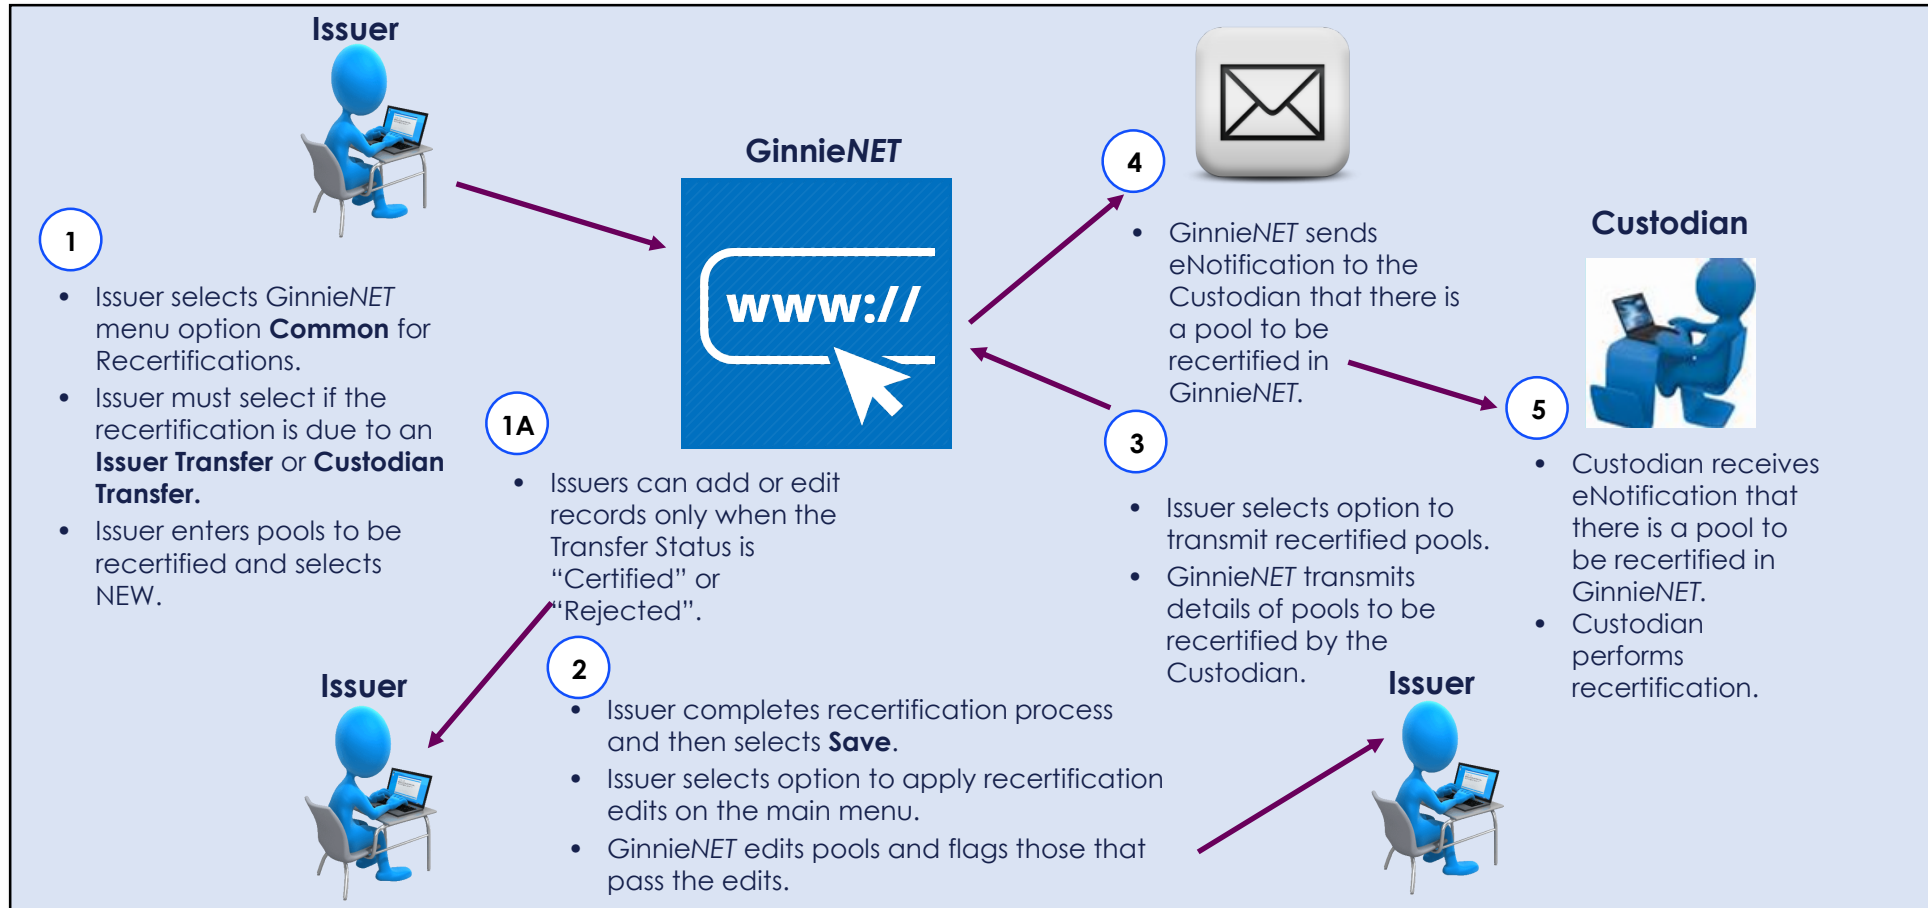 Issuer
1
• Issuer selects GinnieNET
menu option Common for
Recertifications.
• Issuer must select if the
recertification is due to an
Issuer Transfer or Custodian
Transfer.
• Issuer enters pools to be
recertified and selects
NEW.
GinnieNET
www://
1A
• Issuers can add or edit
records only when the
Transfer Status is
“Certified” or
“Rejected”.
Issuer
2
• Issuer completes recertification process
and then selects Save.
• Issuer selects option to apply recertification
edits on the main menu.
• GinnieNET edits pools and flags those that
pass the edits.
Issuer
3
• Issuer selects option to
transmit recertified pools.
• GinnieNET transmits
details of pools to be
recertified by the
Custodian.
4
• GinnieNET sends
eNotification to the
Custodian that there is
a pool to be
recertified in
GinnieNET.
Custodian
5
• Custodian receives
eNotification that
there is a pool to
be recertified in
GinnieNET.
• Custodian
performs
recertification.